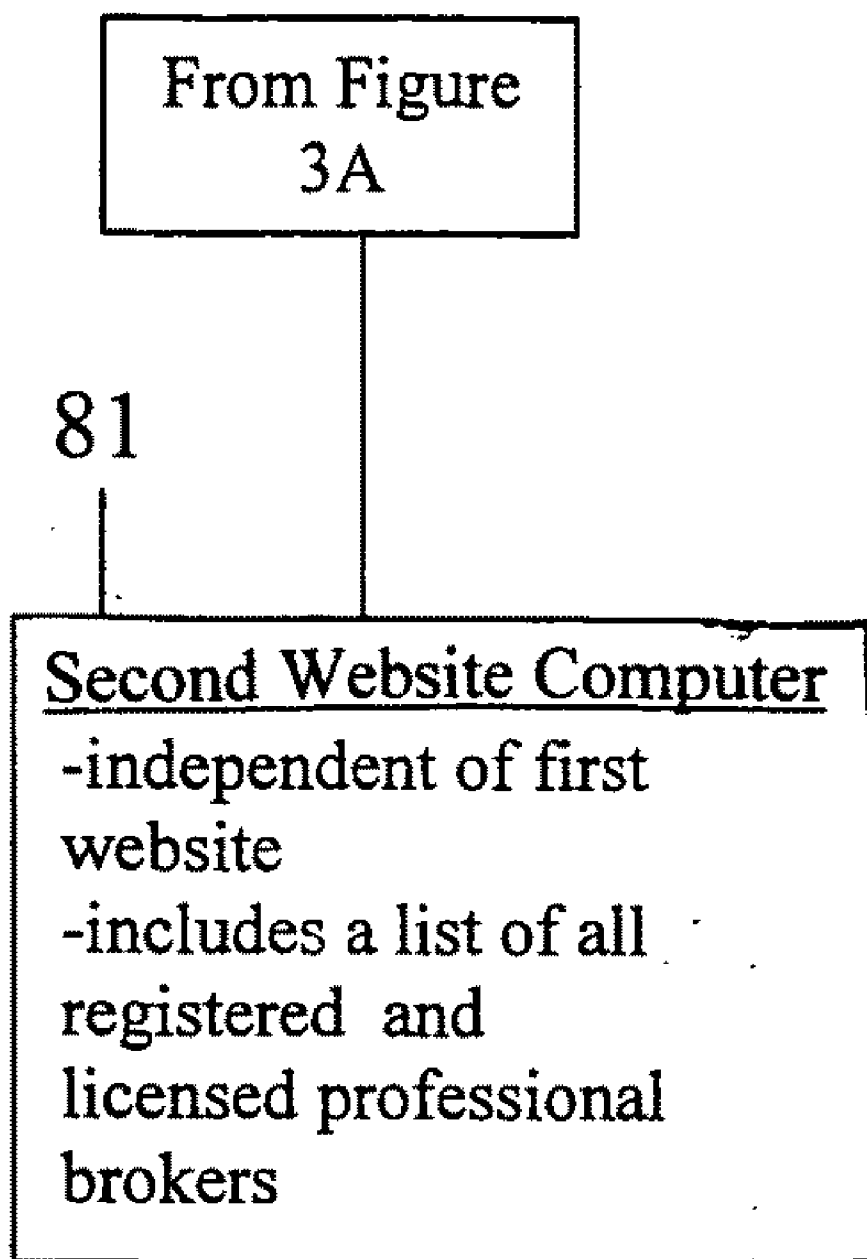 From Figure
3A
81
Second Website Computer
-independent of first
website
-includes a list of all
registered and
licensed professional
brokers